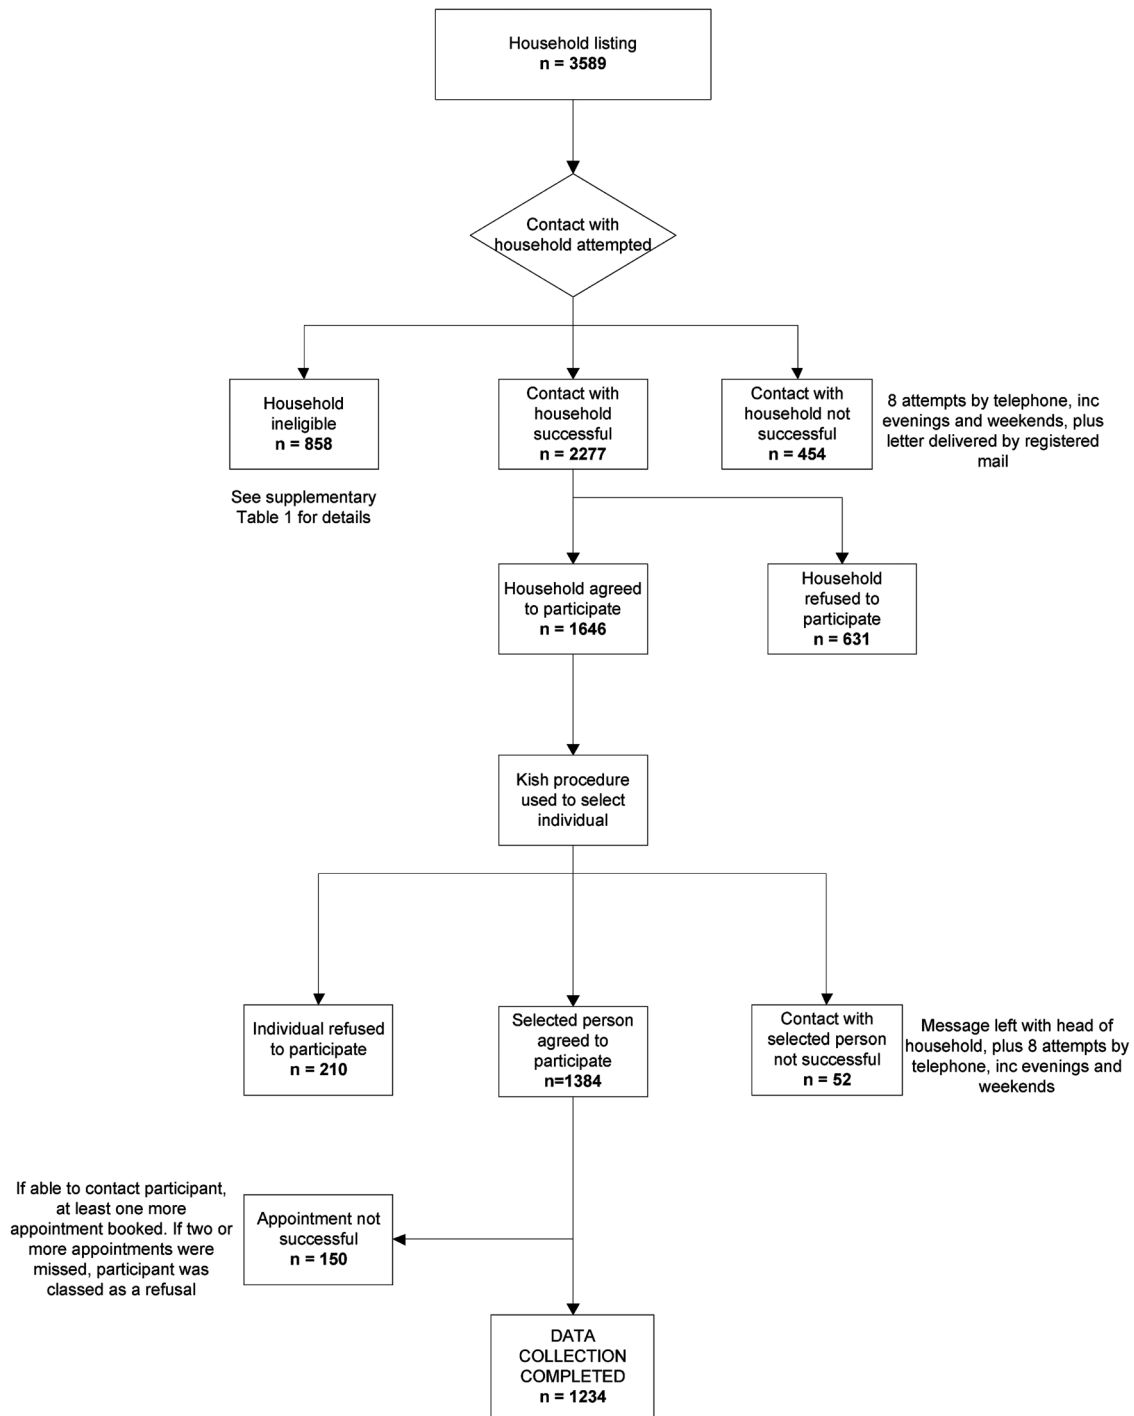 Household listing
n = 3589
Contact with
household attempted
Household
ineligible
n = 858
Contact with
household
successful
n = 2277
Contact with
household not
successful
n = 454
8 attempts by telephone, inc
evenings and weekends, plus
letter delivered by registered
mail
See supplementary
Table 1 for details
Household agreed
to participate
n = 1646
Household
refused to
participate
n = 631
Kish procedure
used to select
individual
Individual refused
to participate
n = 210
Selected person
agreed to
participate
n=1384
Contact with
selected person
not successful
n = 52
Message left with head of
household, plus 8 attempts by
telephone, inc evenings and
weekends
If able to contact participant,
at least one more
appointment booked. If two or
more appointments were
missed, participant was
classed as a refusal
Appointment not
successful
n = 150
DATA
COLLECTION
COMPLETED
n = 1234